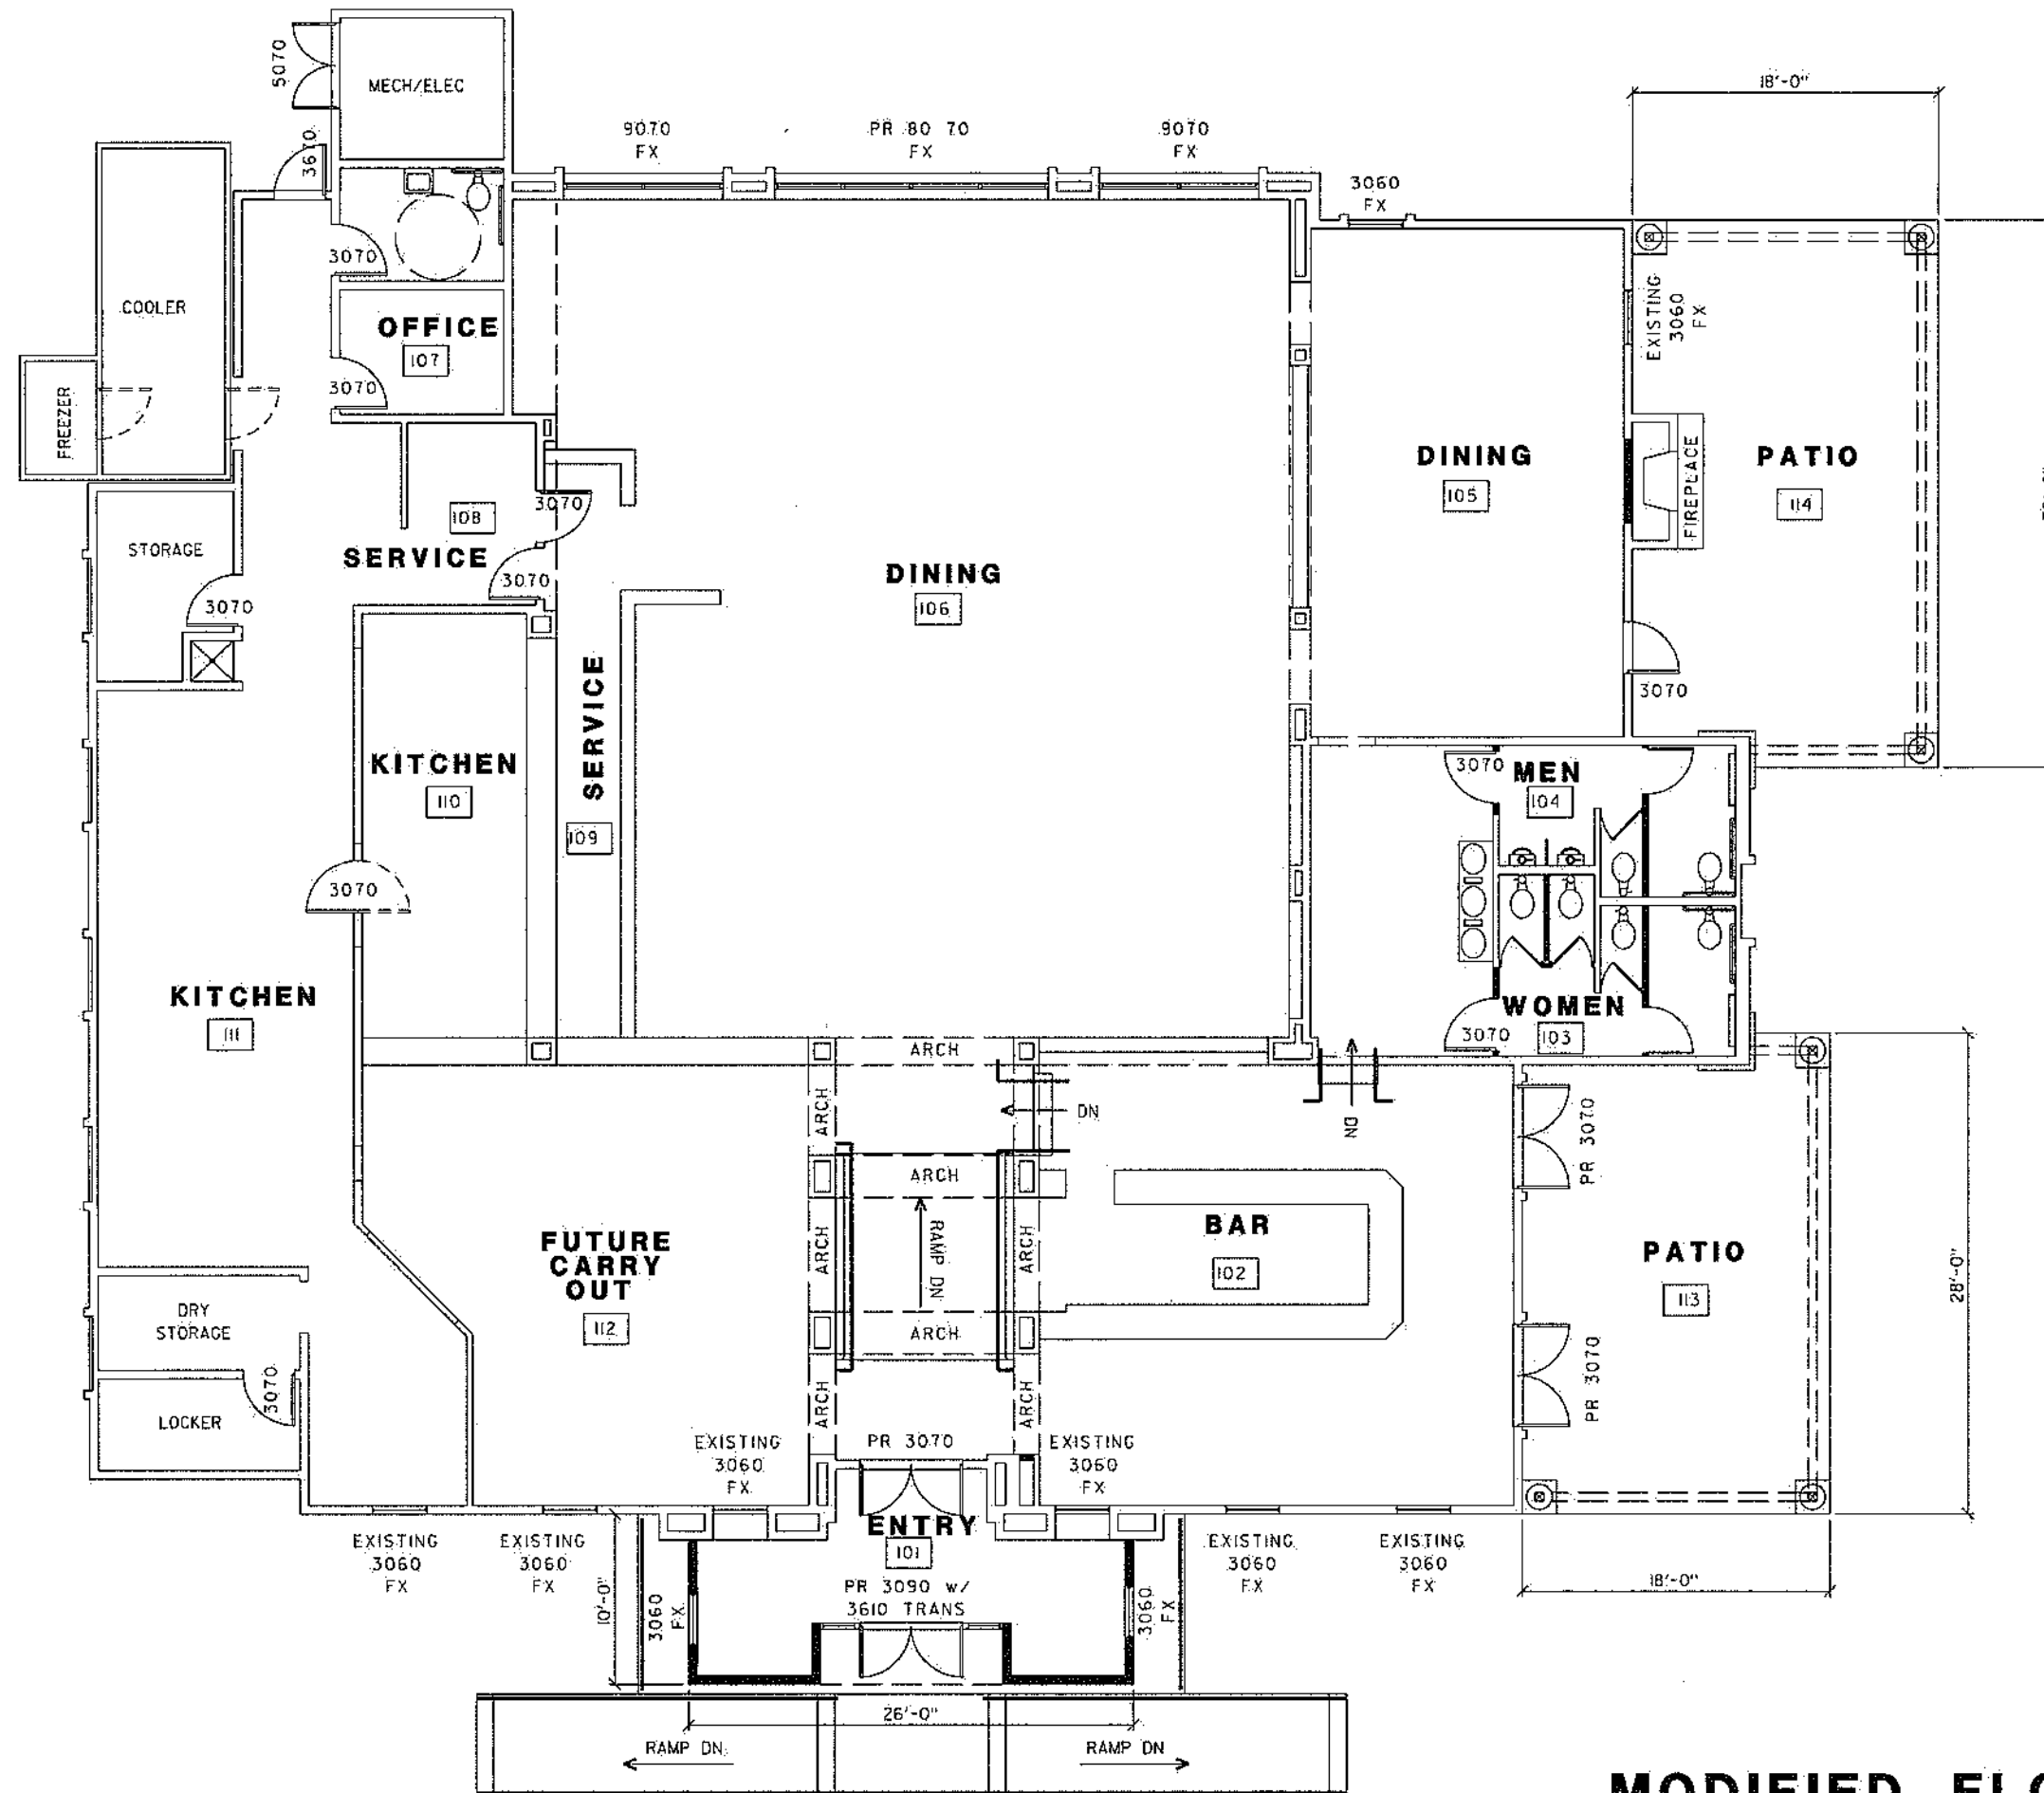 MECH/ELEC
5070
3670
18'-0"
9070
FX
PR 80 70
FX
9070
FX
3060
FX
3070
COOLER
OFFICE
107
3070
FREEZER
EXISTING
3060
FX
DINING
105
PATIO
114
FIREPLACE
3070
108
SERVICE
3070
STORAGE
3070
DINING
106
3070
SERVICE
109
KITCHEN
110
3070
MEN
104
3070
KITCHEN
111
WOMEN
103
3070
ARCH
ARCH
DN
DN
PR 3070
ARCH
RAMP DN
ARCH
ARCH
BAR
102
FUTURE
CARRY
OUT
112
PATIO
113
28'-0"
DRY
STORAGE
ARCH
PR 3070
3070
LOCKER
ARCH
ARCH
EXISTING
3060
FX
PR 3070
EXISTING
3060
FX
ENTRY
101
EXISTING
3060
FX
EXISTING
3060
FX
10'-0"
3060
FX
PR 3090 W/
3610 TRANS
3060
FX
EXISTING
3060
FX
EXISTING
3060
FX
18'-0"
26'-0"
RAMP DN
RAMP DN
MODIFIED